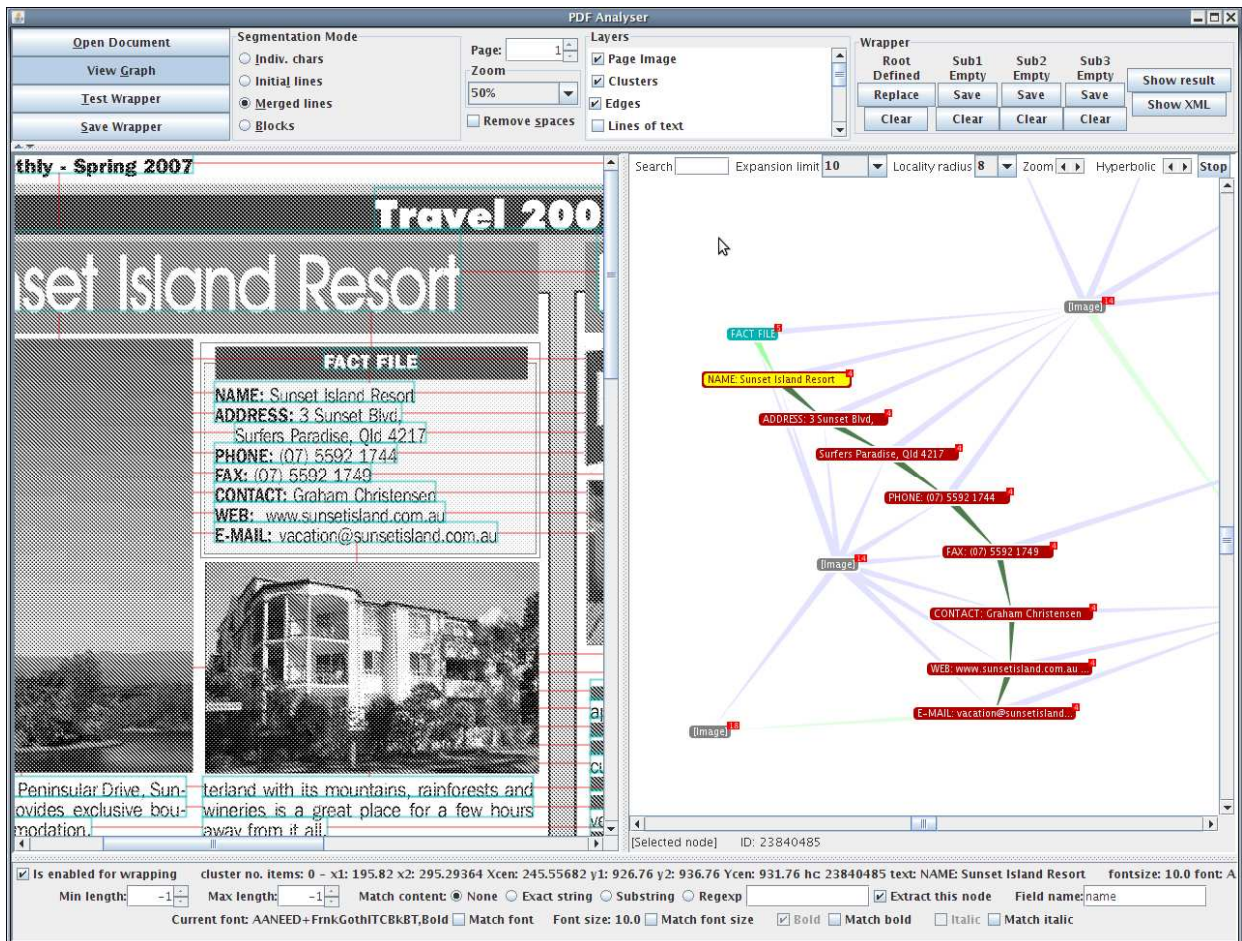 PDF Analyser
Open Document
View Graph
Test Wrapper
Save Wrapper
Segmentation Mode
Indiv. chars
Initial lines
Merged lines
Blocks
Page: 1
Zoom
50%
Remove spaces
Layers
Page Image
Clusters
Edges
Lines of text
Wrapper
Root Sub1 Sub2 Sub3
Defined Empty Empty Empty
Replace Save Save Save
Clear Clear Clear Clear
Show result
Show XML
thly - Spring 2007
Travel 200
nset Island Resort
FACT FILE
NAME: Sunset Island Resort
ADDRESS: 3 Sunset Blvd,
Surfers Paradise, Qld 4217
PHONE: (07) 5592 1744
FAX: (07) 5592 1749
CONTACT: Graham Christensen
WEB: www.sunsetisland.com.au
E-MAIL: vacation@sunsetisland.com.au
Peninsular Drive, Sun-
ovides exclusive bou-
modation.
terland with its mountains, rainforests and
wineries is a great place for a few hours
away from it all.
Search Expansion limit 10 Locality radius 8 Zoom Hyperbolic Stop
[Image] 14
FACT FILE 5
NAME: Sunset Island Resort 4
ADDRESS: 3 Sunset Blvd, 4
Surfers Paradise, Qld 4217 4
PHONE: (07) 5592 1744 4
FAX: (07) 5592 1749 4
[Image] 14
CONTACT: Graham Christensen 4
WEB: www.sunsetisland.com.au ... 4
E-MAIL: vacation@sunsetisland... 4
[Image] 18
[Selected node] ID: 23840485
Is enabled for wrapping cluster no. items: 0 - x1: 195.82 x2: 295.29364 Xcen: 245.55682 y1: 926.76 y2: 936.76 Ycen: 931.76 hc: 23840485 text: NAME: Sunset Island Resort fontsize: 10.0 font: A
Min length: -1 Max length: -1 Match content: None Exact string Substring Regexp Extract this node Field name: name
Current font: AANEED+FrnkGothITCBkBT,Bold Match font Font size: 10.0 Match font size Bold Match bold Italic Match italic